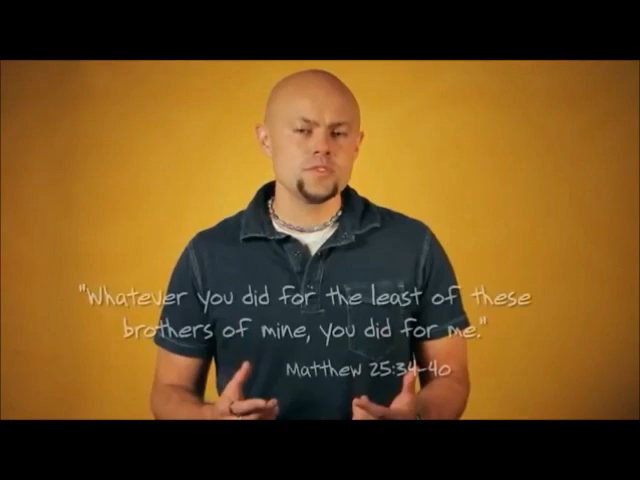 "Whatever you did for the least of these
brothers of mine, you did for me."
Matthew 25:34-40